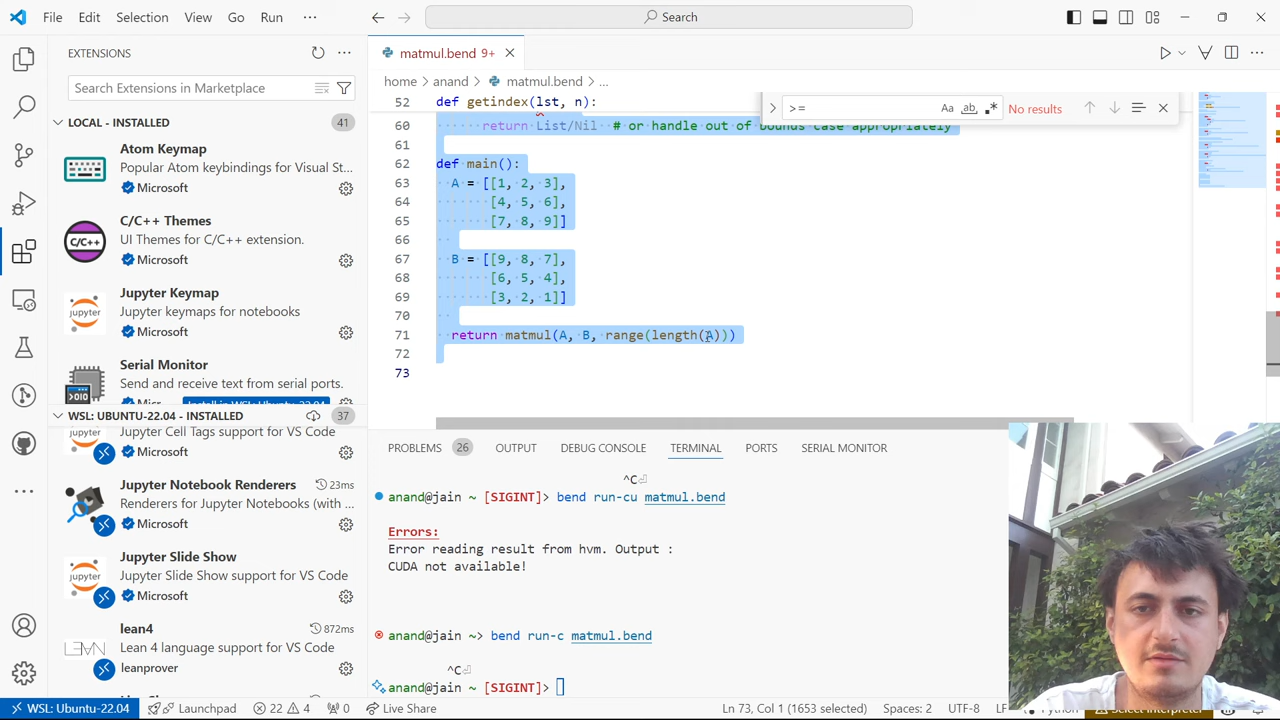 File Edit Selection View Go Run ··· Search
EXTENSIONS
Search Extensions in Marketplace
LOCAL - INSTALLED 41
Atom Keymap
Popular Atom keybindings for Visual St...
Microsoft
C/C++ Themes
UI Themes for C/C++ extension.
Microsoft
Jupyter Keymap
Jupyter keymaps for notebooks
Microsoft
Serial Monitor
Send and receive text from serial ports.
WSL: UBUNTU-22.04 - INSTALLED 37
Jupyter Cell Tags support for VS Code
Microsoft
Jupyter Notebook Renderers 23ms
Renderers for Jupyter Notebooks (with ...
Microsoft
Jupyter Slide Show
Jupyter Slide Show support for VS Code
Microsoft
lean4 872ms
Lean 4 language support for VS Code
leanprover
matmul.bend 9+
home > anand > matmul.bend > ...
>= Aa ab No results
52 def getindex(lst, n):
60 return List/Nil # or handle out of bounds case appropriately
61
62 def main():
63 A = [[1, 2, 3],
64 [4, 5, 6],
65 [7, 8, 9]]
66
67 B = [[9, 8, 7],
68 [6, 5, 4],
69 [3, 2, 1]]
70
71 return matmul(A, B, range(length(A)))
72
73
PROBLEMS 26 OUTPUT DEBUG CONSOLE TERMINAL PORTS SERIAL MONITOR
^C⏎
anand@jain ~ [SIGINT]> bend run-cu matmul.bend
Errors:
Error reading result from hvm. Output :
CUDA not available!
anand@jain ~> bend run-c matmul.bend
^C⏎
anand@jain ~ [SIGINT]>
WSL: Ubuntu-22.04 Launchpad 22 4 0 Live Share Ln 73, Col 1 (1653 selected) Spaces: 2 UTF-8